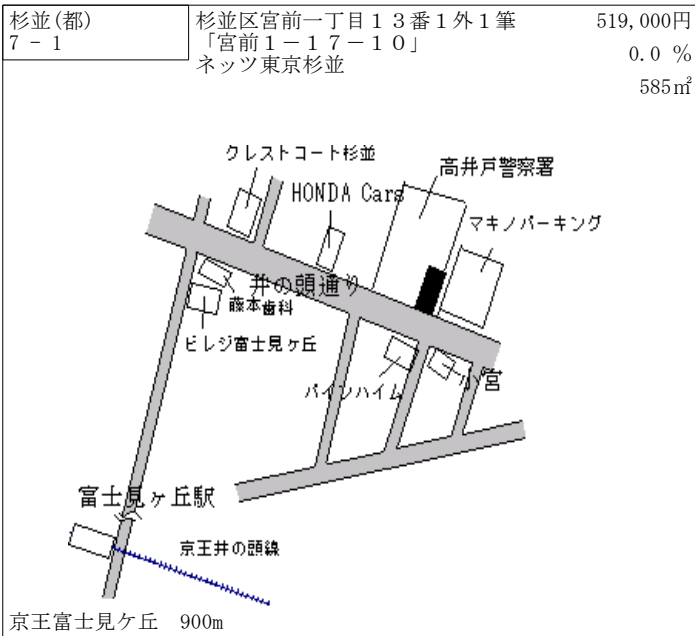 杉並(都)
7 - 1
杉並区宮前一丁目１３番１外１筆
「宮前１－１７－１０」
ネッツ東京杉並
519,000円
0.0 %
585㎡
クレストコート杉並
HONDA Cars
高井戸警察署
マキノパーキング
井の頭通り
藤本歯科
ビレジ富士見ヶ丘
パインハイム
小宮
富士見ヶ丘駅
京王井の頭線
京王富士見ケ丘　900m